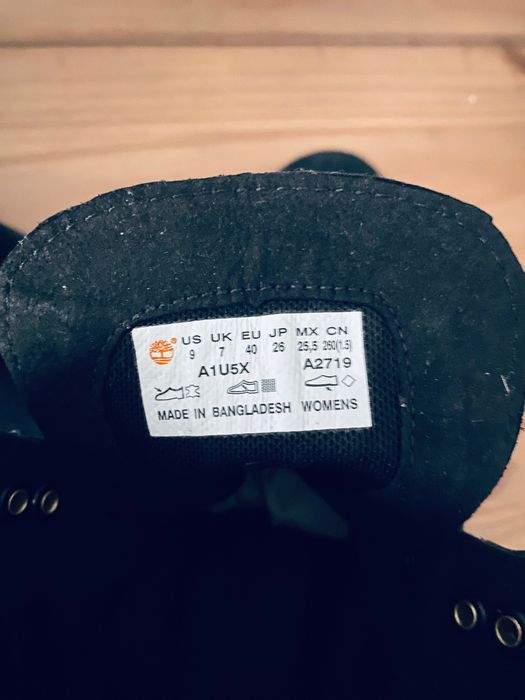 US UK EU JP MX CN
9 7 40 26 25,5 260(1.5)
A1U5X A2719
MADE IN BANGLADESH WOMENS